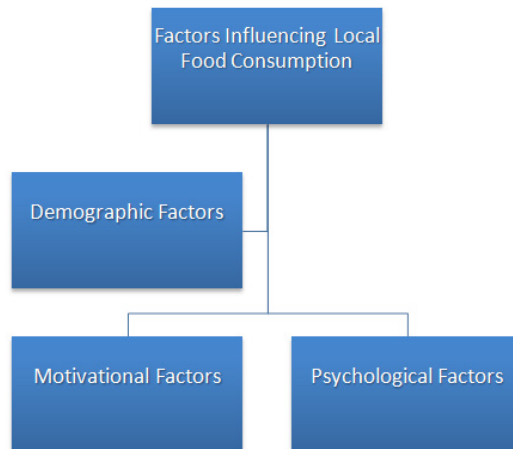 Factors Influencing Local
Food Consumption
Demographic Factors
Motivational Factors
Psychological Factors